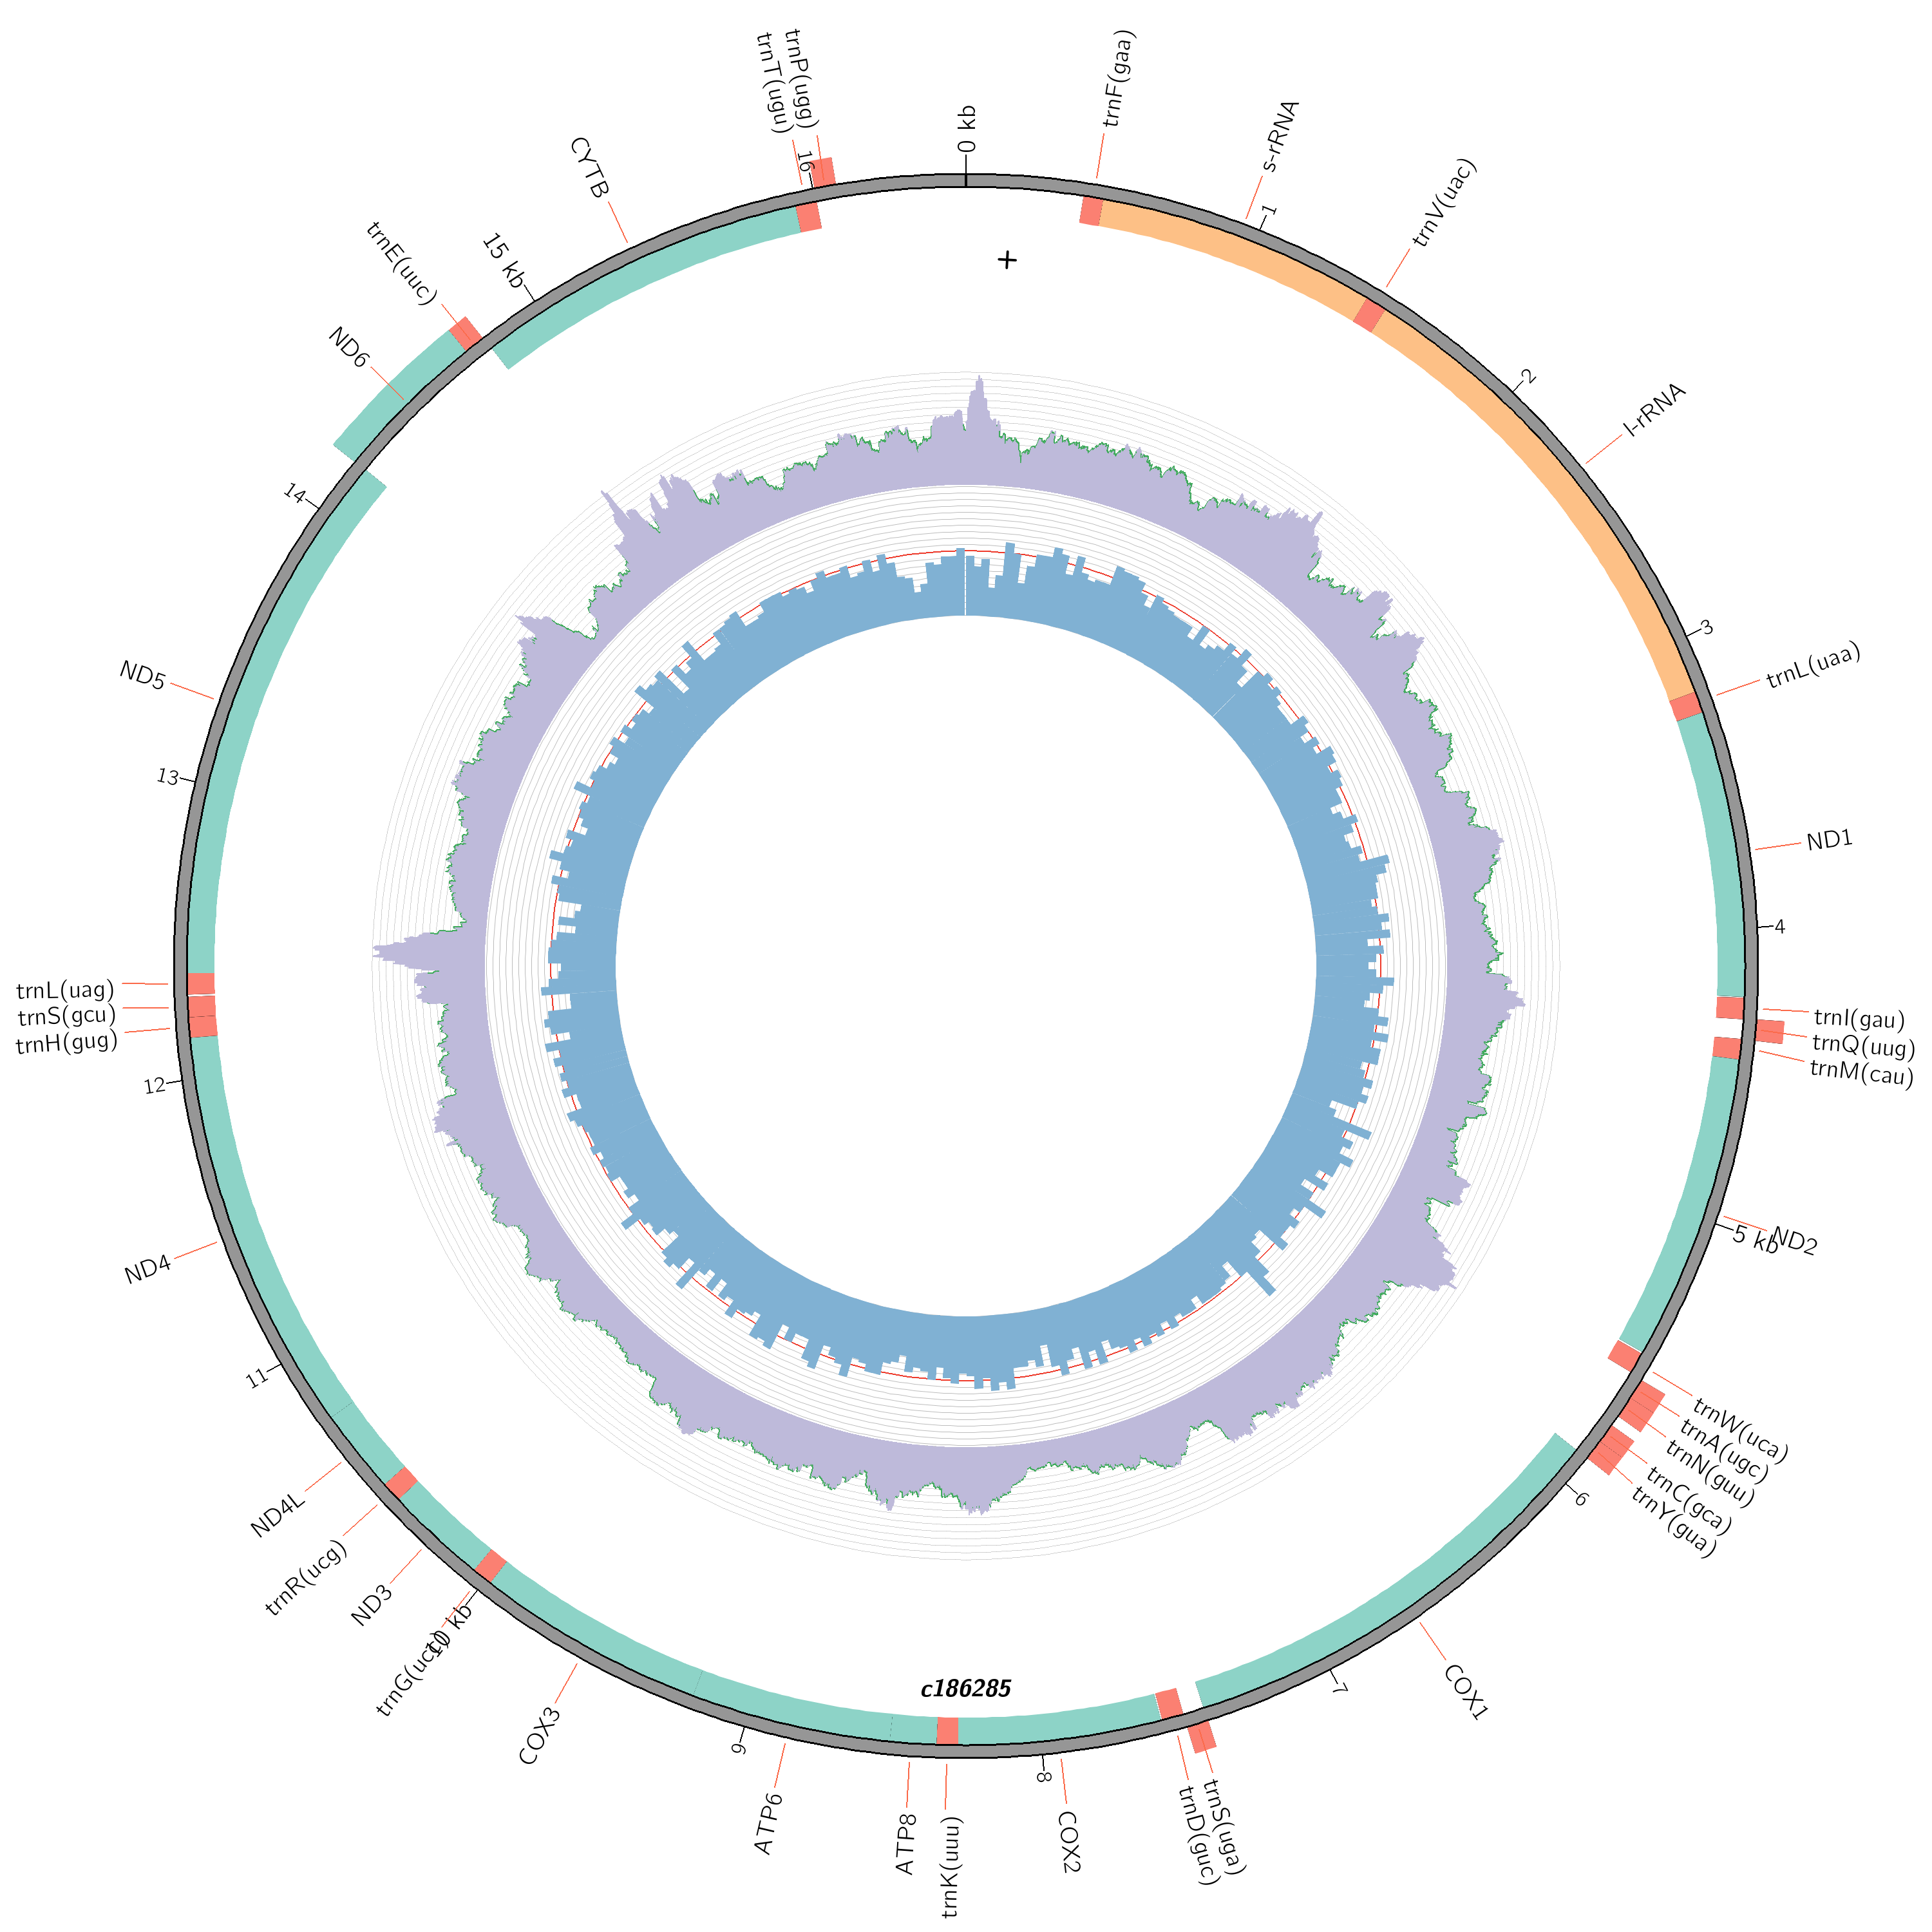 0 kb
trnF(gaa)
s-rRNA
1
trnV(uac)
2
l-rRNA
3
trnL(uaa)
ND1
4
trnI(gau)
trnQ(uug)
trnM(cau)
5 kb
ND2
trnW(uca)
trnA(ugc)
trnN(guu)
trnC(gca)
trnY(gua)
6
COX1
7
trnS(uga)
trnD(guc)
COX2
8
trnK(uuu)
ATP8
ATP6
9
COX3
10 kb
trnG(ucc)
ND3
trnR(ucg)
ND4L
11
ND4
12
trnH(gug)
trnS(gcu)
trnL(uag)
13
ND5
14
ND6
trnE(uuc)
15 kb
CYTB
trnT(ugu)
trnP(ugg)
16
+
c186285